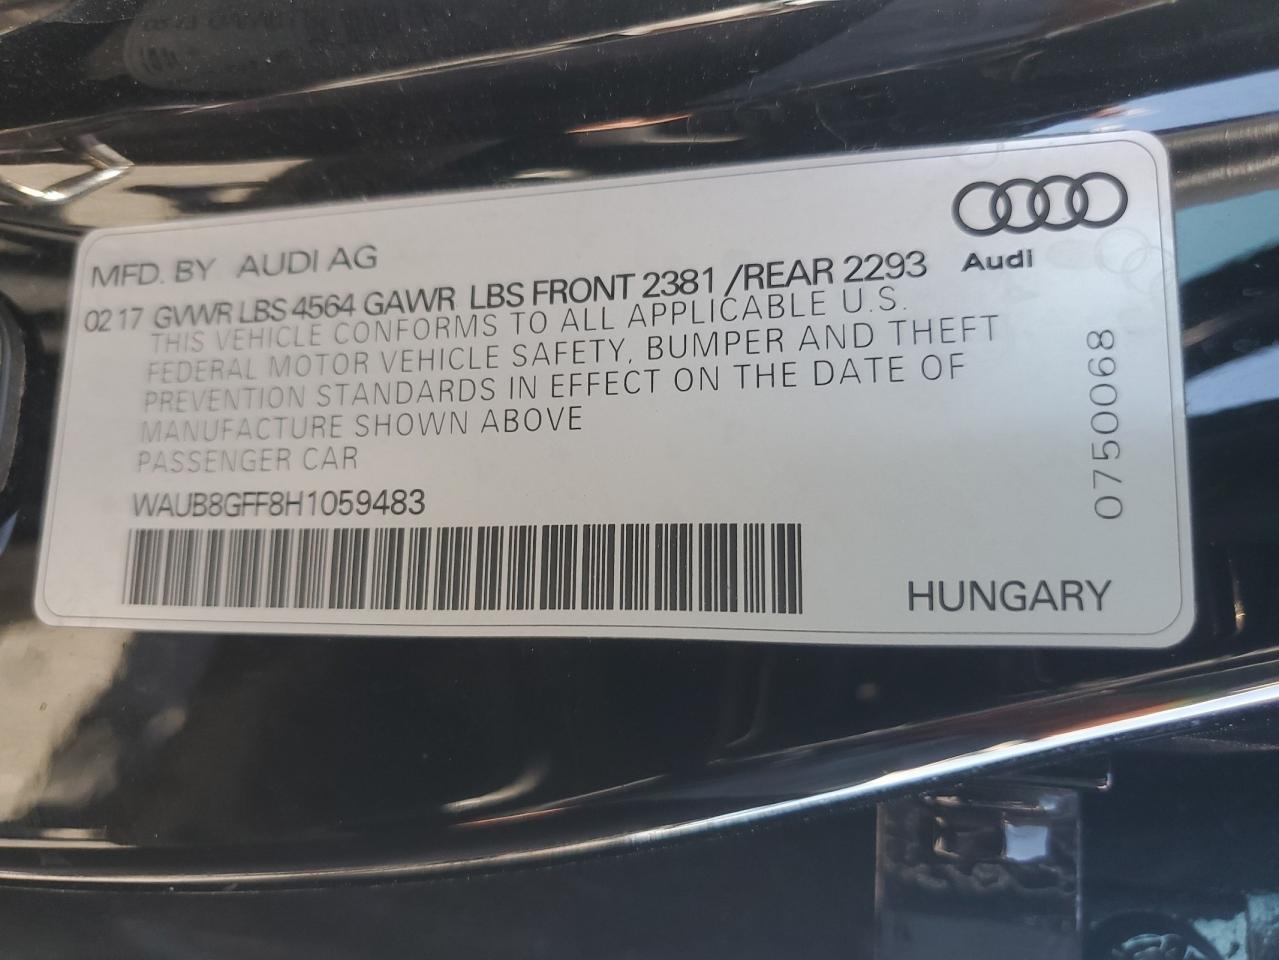 MFD. BY AUDI AG
02 17 GVWR LBS 4564 GAWR LBS FRONT 2381 /REAR 2293
THIS VEHICLE CONFORMS TO ALL APPLICABLE U.S.
FEDERAL MOTOR VEHICLE SAFETY, BUMPER AND THEFT
PREVENTION STANDARDS IN EFFECT ON THE DATE OF
MANUFACTURE SHOWN ABOVE
PASSENGER CAR
WAUB8GFF8H1059483
Audi
0750068
HUNGARY